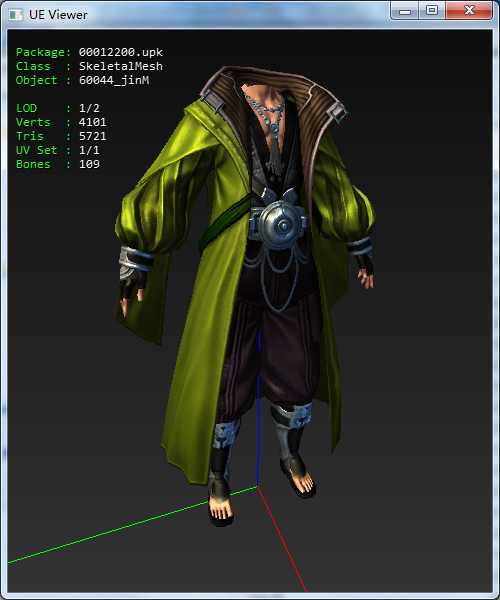 UE Viewer
Package: 00012200.upk
Class : SkeletalMesh
Object : 60044_jinM
LOD : 1/2
Verts : 4101
Tris : 5721
UV Set : 1/1
Bones : 109